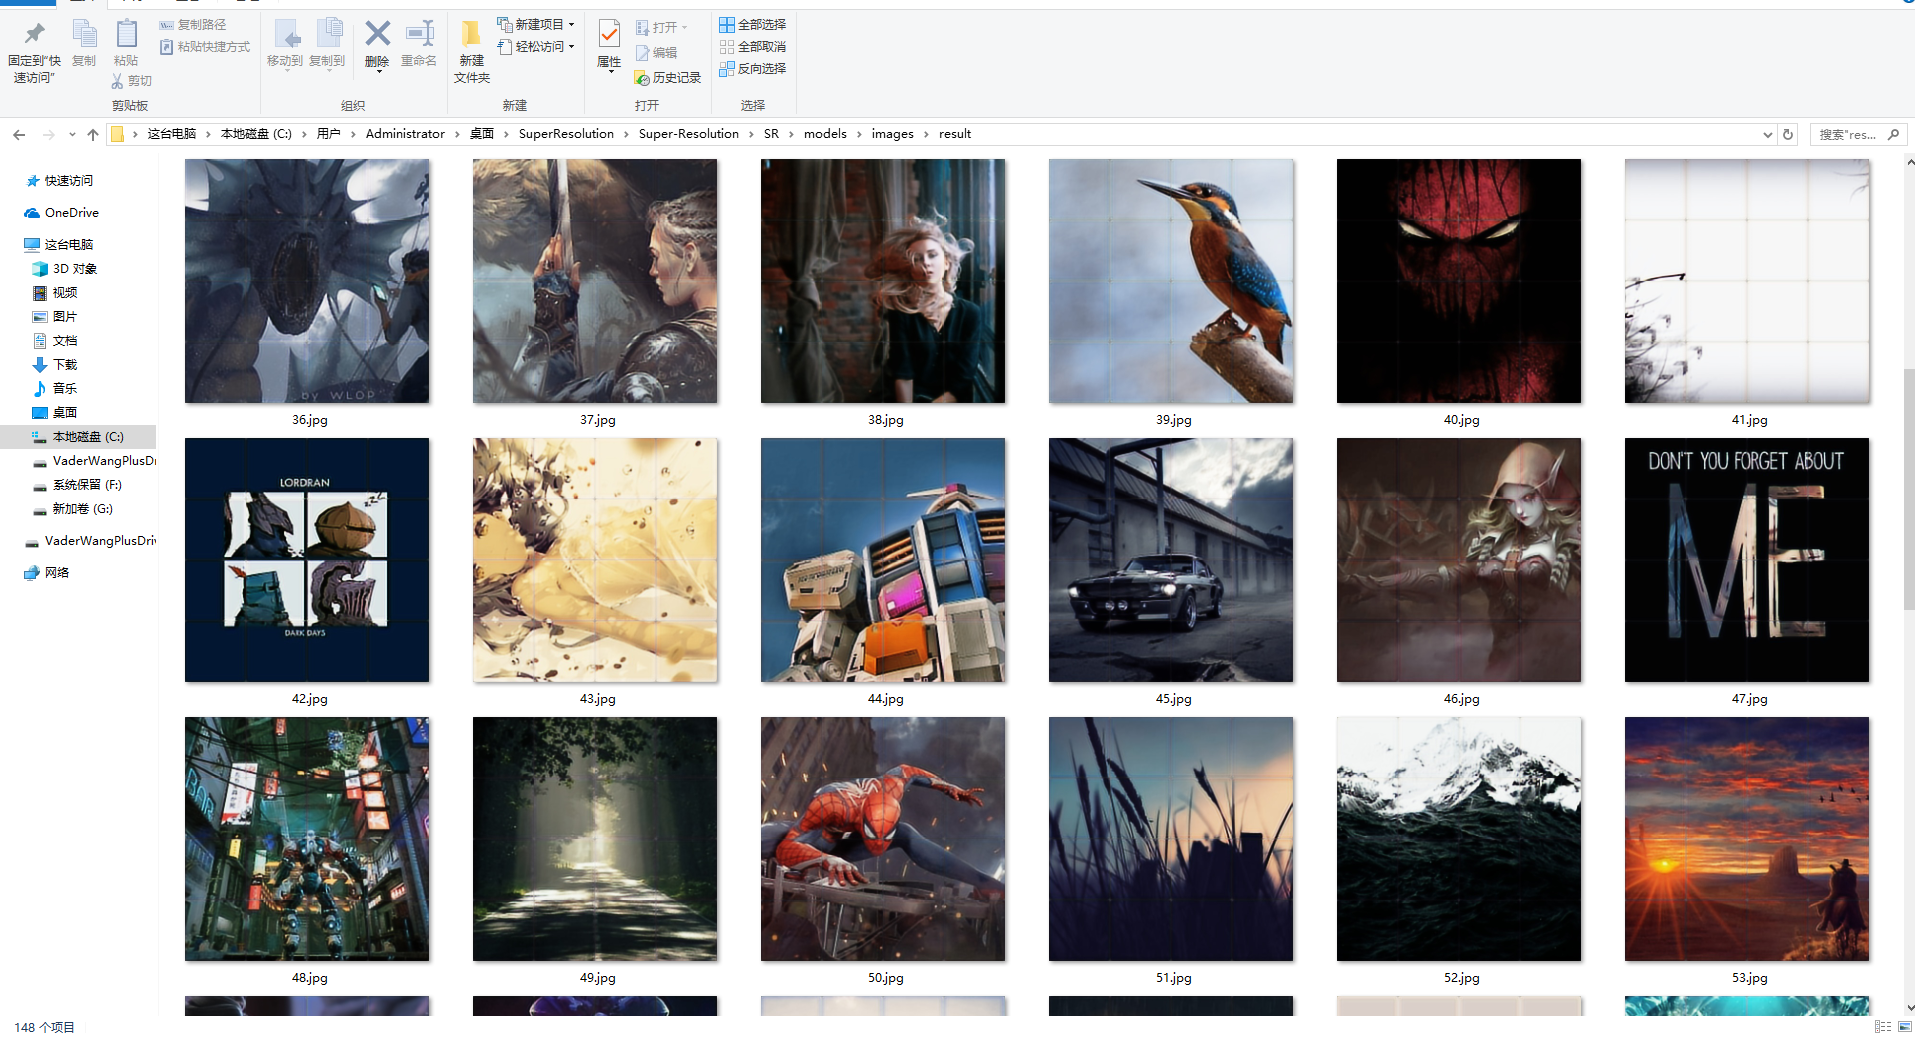 固定到"快
速访问"
复制
粘贴
复制路径
粘贴快捷方式
剪切
剪贴板
移动到
复制到
删除
重命名
组织
新建
文件夹
新建项目
轻松访问
新建
属性
打开
编辑
历史记录
打开
全部选择
全部取消
反向选择
选择
这台电脑 本地磁盘 (C:) 用户 Administrator 桌面 SuperResolution Super-Resolution SR models images result
搜索"res...
快速访问
OneDrive
这台电脑
3D 对象
视频
图片
文档
下载
音乐
桌面
本地磁盘 (C:)
VaderWangPlusDr
系统保留 (F:)
新加卷 (G:)
VaderWangPlusDriv
网络
by WLOP
36.jpg
37.jpg
38.jpg
39.jpg
40.jpg
41.jpg
LORDRAN
DARK DAYS
DON'T YOU FORGET ABOUT
ME
42.jpg
43.jpg
44.jpg
45.jpg
46.jpg
47.jpg
BAR
48.jpg
49.jpg
50.jpg
51.jpg
52.jpg
53.jpg
148 个项目